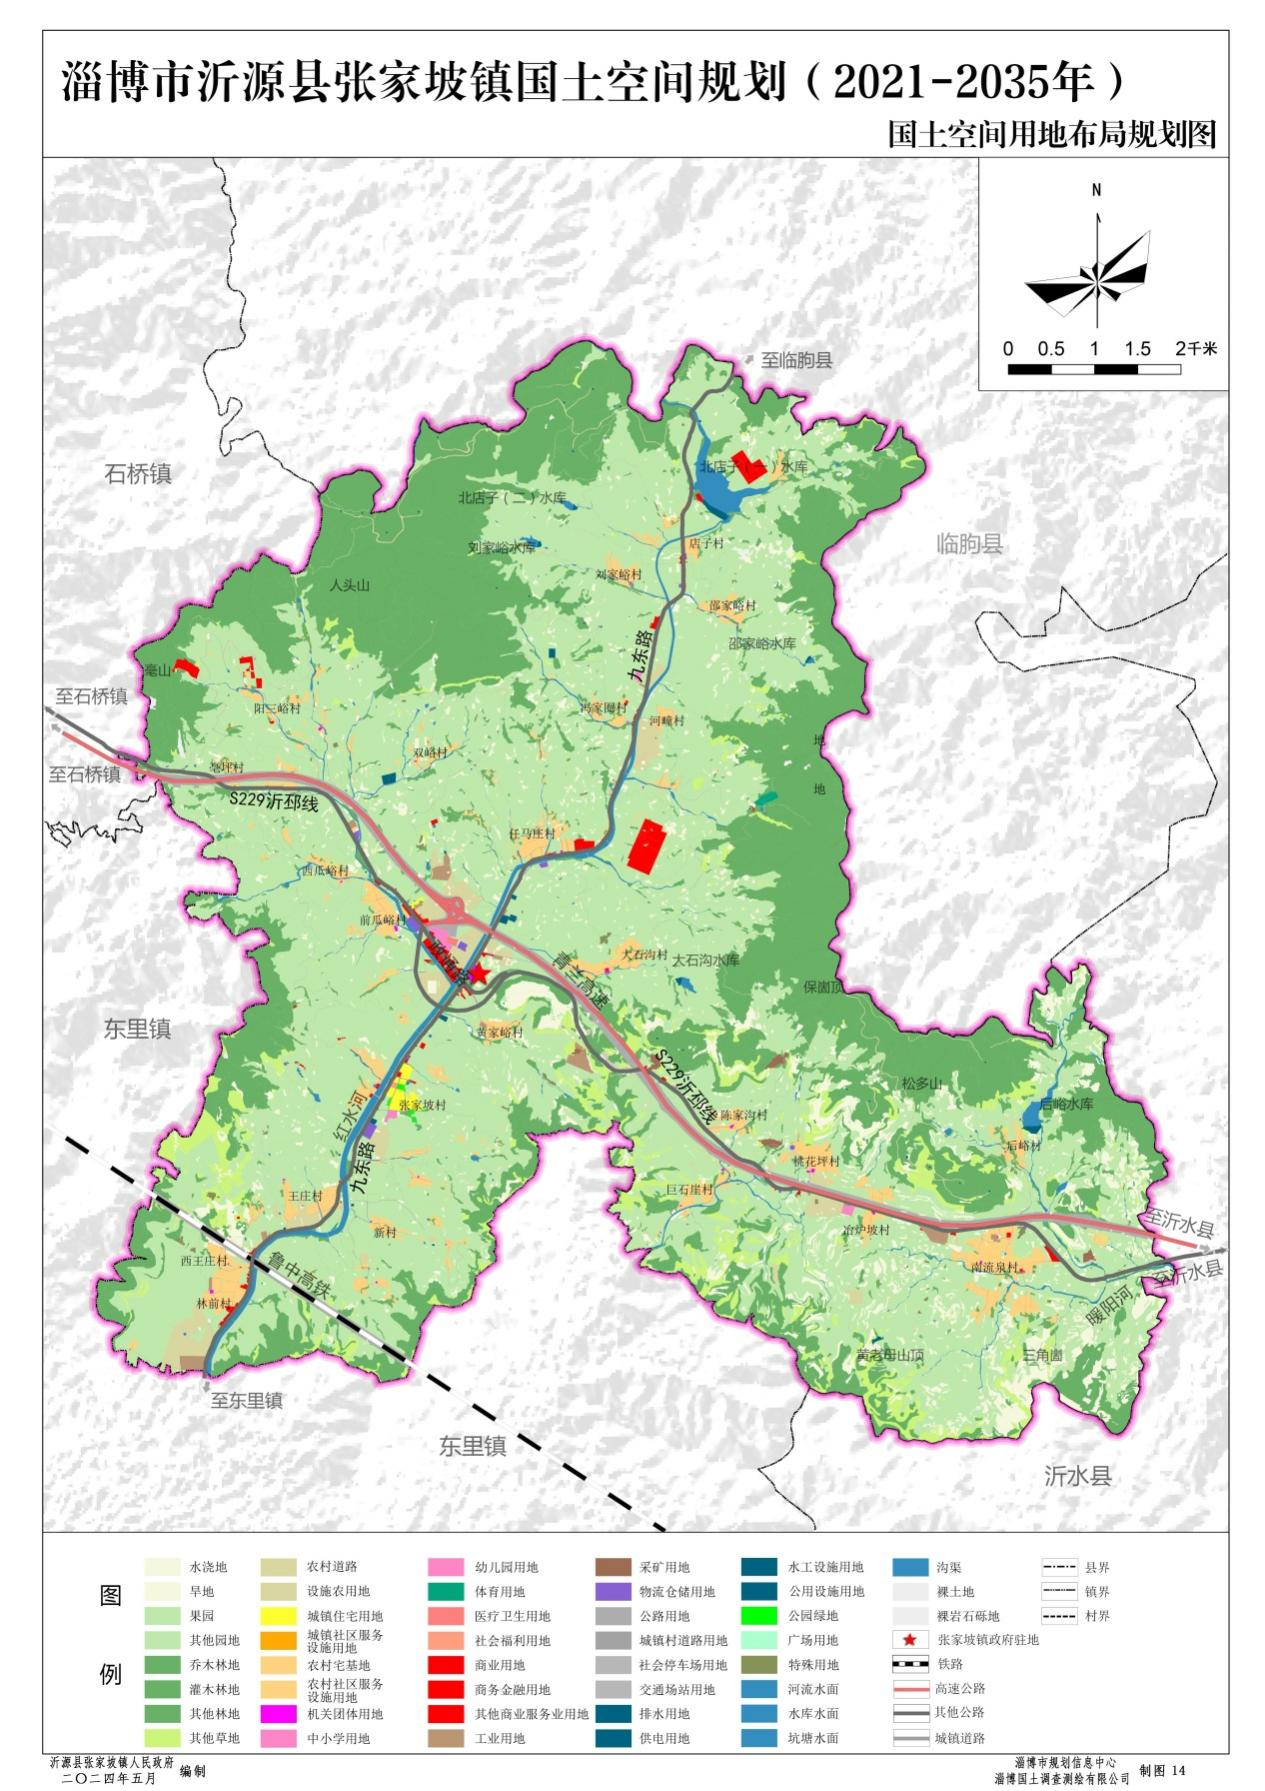 淄博市沂源县张家坡镇国土空间规划（2021-2035年）
国土空间用地布局规划图
N
0 0.5 1 1.5 2千米
至临朐县
石桥镇
北店子（一）水库
北店子（二）水库
临朐县
店子村
刘家峪水库
刘家峪村
人头山
邵家峪村
九东路
邵家峪水库
亳山
至石桥镇
阳三峪村
冯家圈村
河疃村
地
双峪村
亳坪村
至石桥镇
地
S229沂邳线
任马庄村
西瓜峪村
前瓜峪村
政通路
大石沟村
大石沟水库
青兰高速
保崮顶
东里镇
黄家峪村
S229沂邳线
松多山
后峪水库
张家坡村
红水河
陈家沟村
后峪村
九东路
桃花坪村
王庄村
巨石崖村
至沂水县
新村
冶炉坡村
西王庄村
鲁中高铁
南流泉村
至沂水县
林前村
暖阳河
黄老母山顶
三角崮
至东里镇
东里镇
沂水县
图例
水浇地
旱地
果园
其他园地
乔木林地
灌木林地
其他林地
其他草地
农村道路
设施农用地
城镇住宅用地
城镇社区服务
设施用地
农村宅基地
农村社区服务
设施用地
机关团体用地
中小学用地
幼儿园用地
体育用地
医疗卫生用地
社会福利用地
商业用地
商务金融用地
其他商业服务业用地
工业用地
采矿用地
物流仓储用地
公路用地
城镇村道路用地
社会停车场用地
交通场站用地
排水用地
供电用地
水工设施用地
公用设施用地
公园绿地
广场用地
特殊用地
河流水面
水库水面
坑塘水面
沟渠
裸土地
裸岩石砾地
张家坡镇政府驻地
铁路
高速公路
其他公路
城镇道路
县界
镇界
村界
沂源县张家坡镇人民政府
二〇二四年五月
编制
淄博市规划信息中心
淄博国土调查测绘有限公司
制图 14